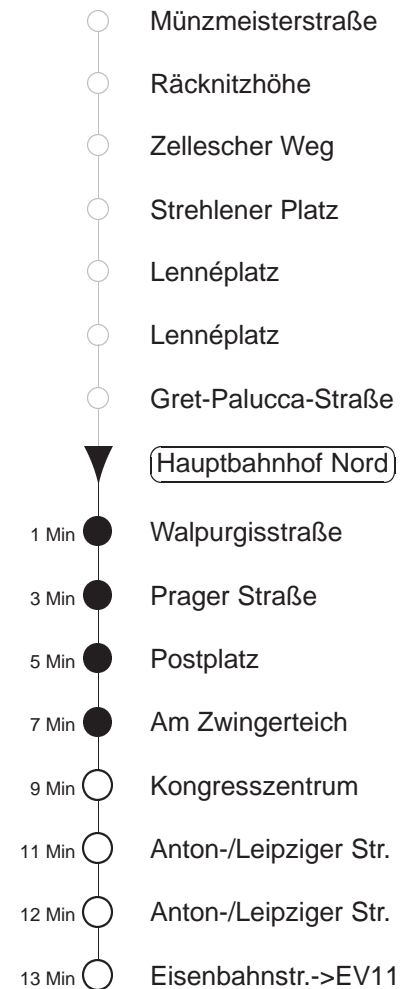 Münzmeisterstraße
Räcknitzhöhe
Zellescher Weg
Strehlener Platz
Lennéplatz
Lennéplatz
Gret-Palucca-Straße
Hauptbahnhof Nord
1 Min Walpurgisstraße
3 Min Prager Straße
5 Min Postplatz
7 Min Am Zwingerteich
9 Min Kongresszentrum
11 Min Anton-/Leipziger Str.
12 Min Anton-/Leipziger Str.
13 Min Eisenbahnstr.->EV11